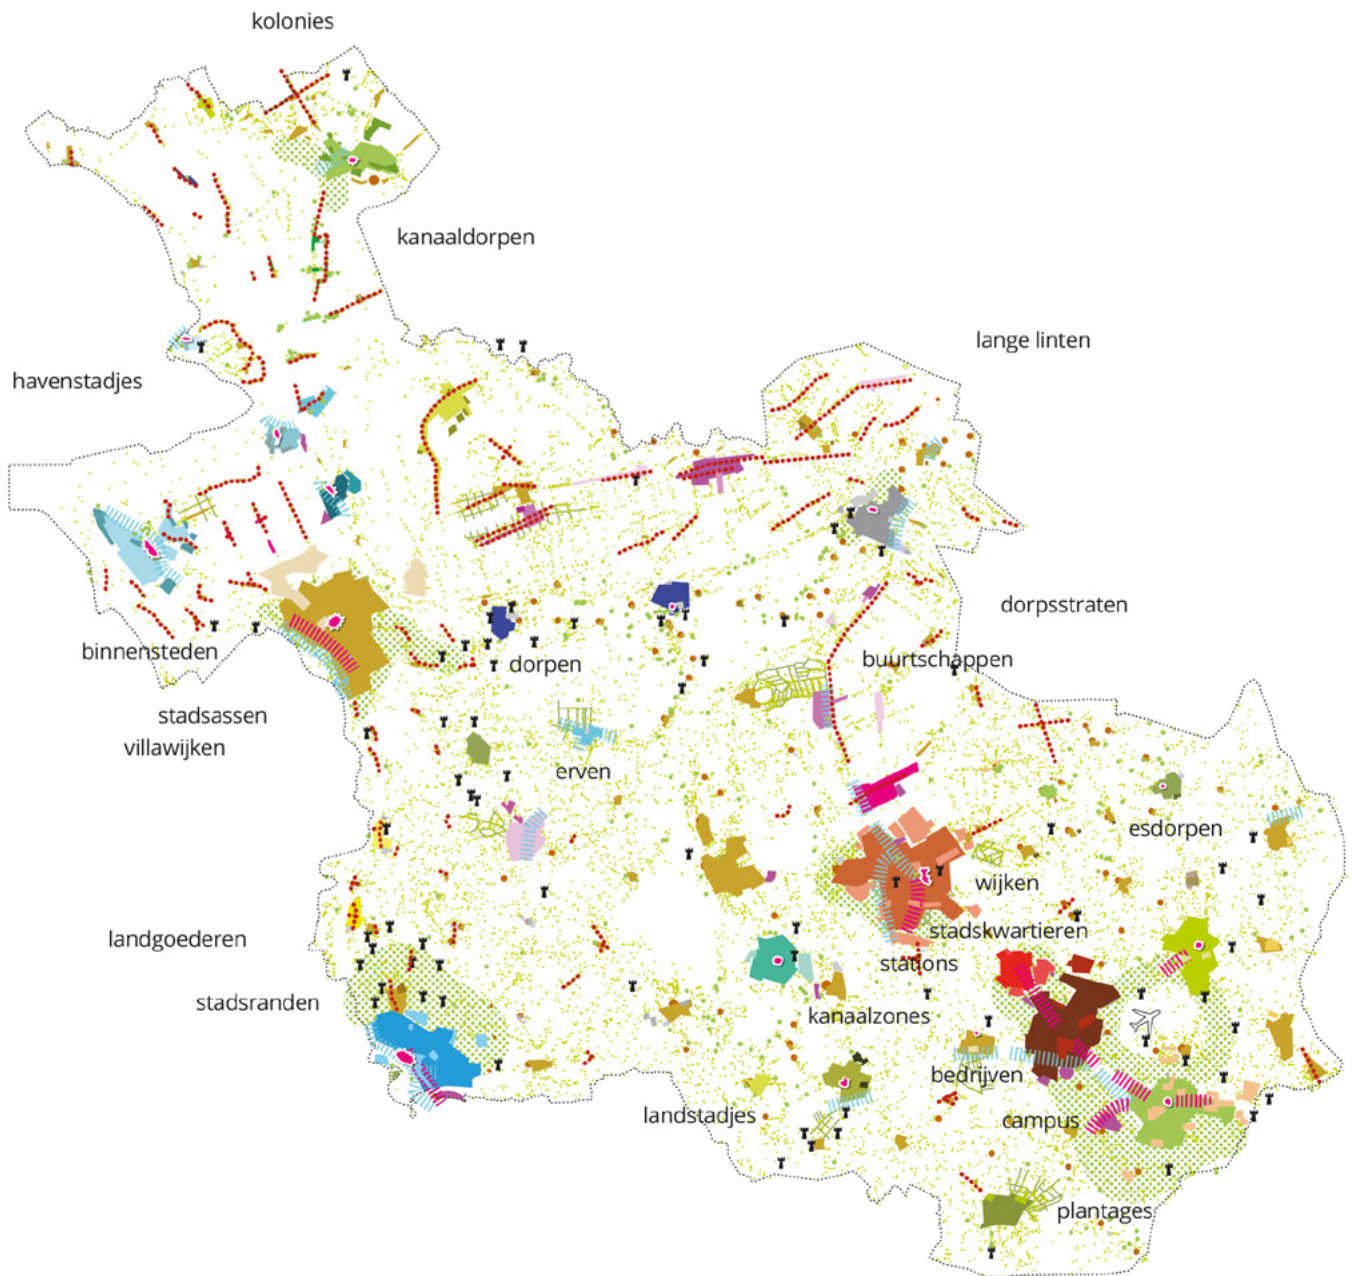 kolonies
kanaaldorpen
lange linten
havenstadjes
dorpsstraten
binnensteden
dorpen
buurtschappen
stadsassen
villawijken
erven
esdorpen
wijken
landgoederen
stadskwartieren
stations
stadsranden
kanaalzones
bedrijven
landstadjes
campus
plantages